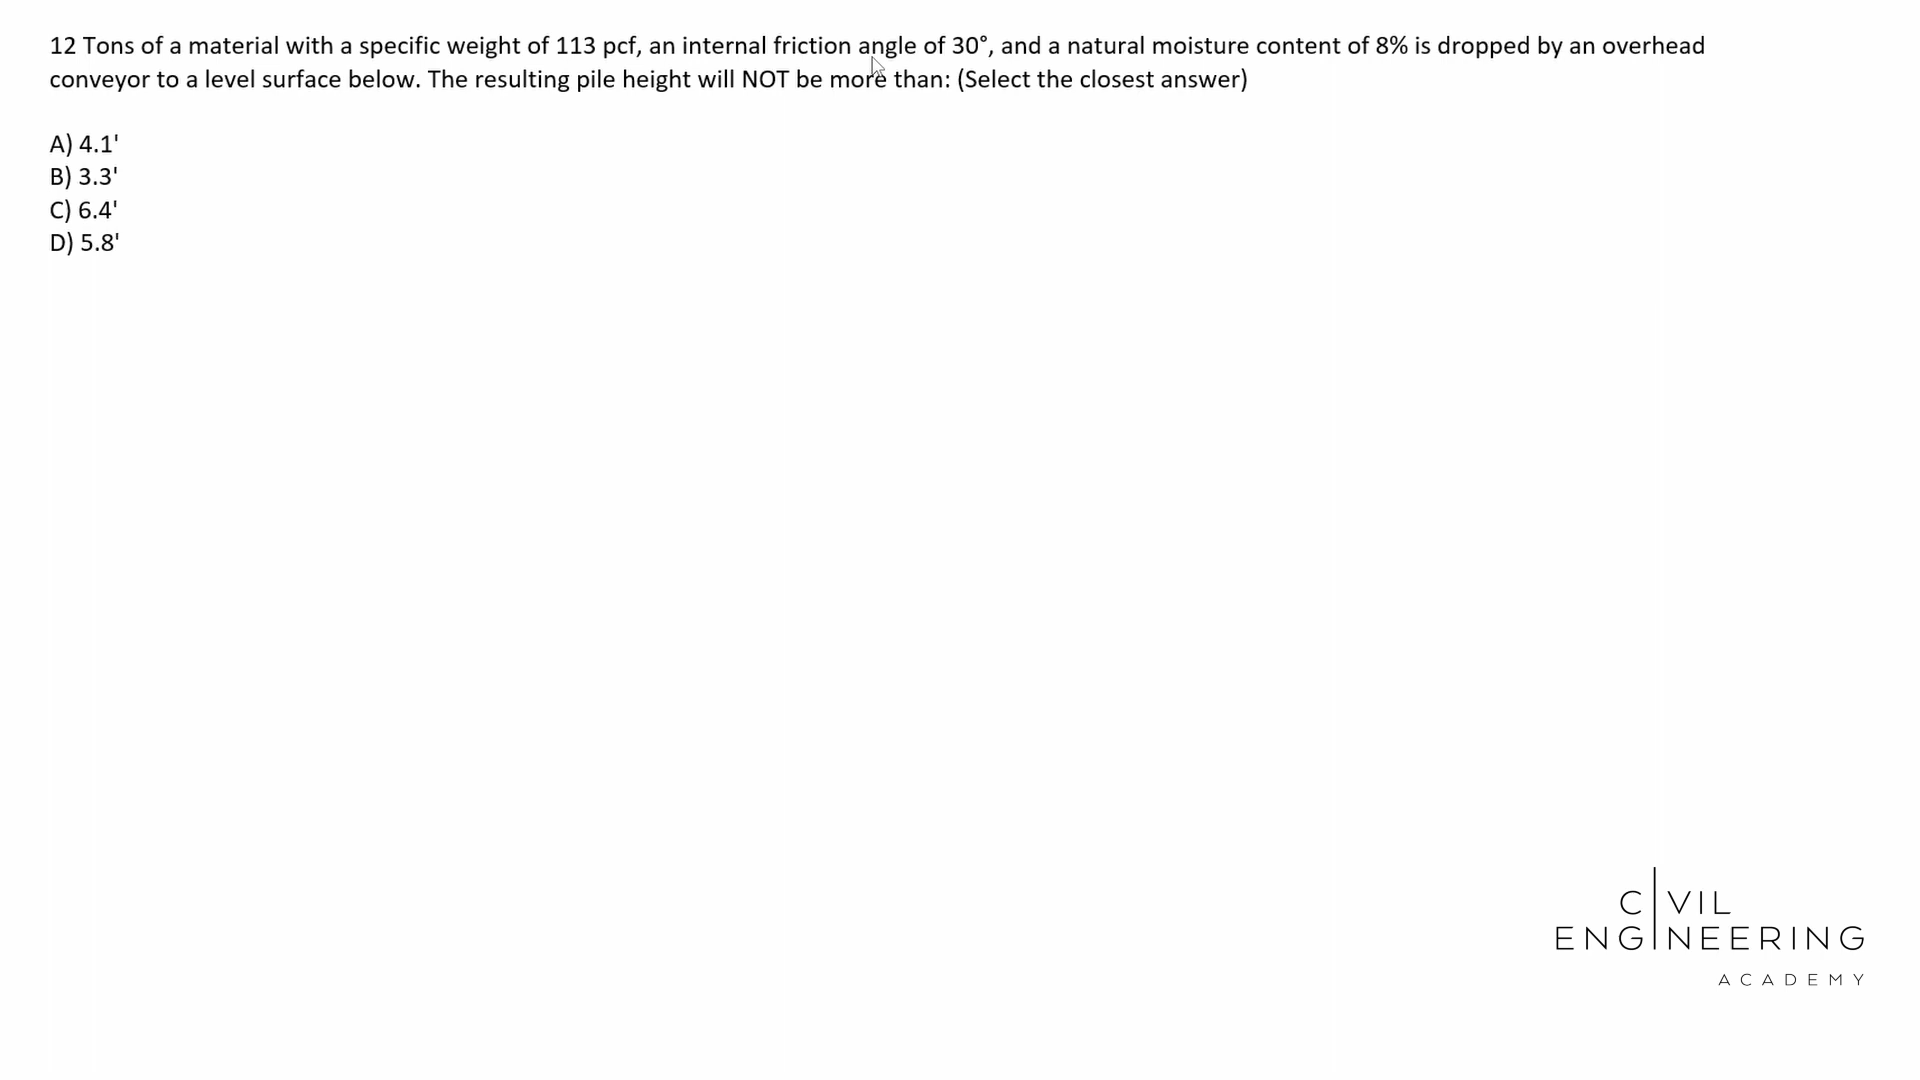 12 Tons of a material with a specific weight of 113 pcf, an internal friction angle of 30°, and a natural moisture content of 8% is dropped by an overhead
conveyor to a level surface below. The resulting pile height will NOT be more than: (Select the closest answer)
A) 4.1'
B) 3.3'
C) 6.4'
D) 5.8'
CIVIL
ENGINEERING
ACADEMY